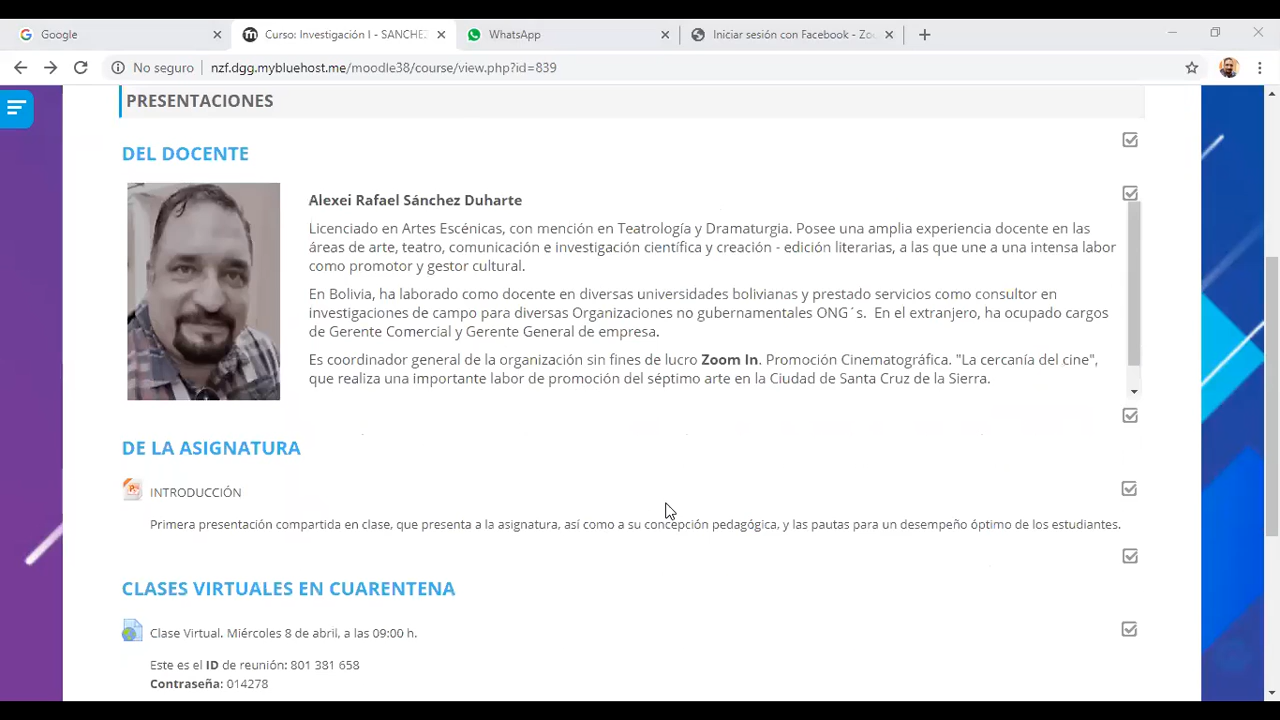 Google
Curso: Investigación I - SANCHEZ
WhatsApp
Iniciar sesión con Facebook - Zoo
No seguro
nzf.dgg.mybluehost.me/moodle38/course/view.php?id=839
PRESENTACIONES
DEL DOCENTE
Alexei Rafael Sánchez Duharte
Licenciado en Artes Escénicas, con mención en Teatrología y Dramaturgia. Posee una amplia experiencia docente en las
áreas de arte, teatro, comunicación e investigación científica y creación - edición literarias, a las que une a una intensa labor
como promotor y gestor cultural.
En Bolivia, ha laborado como docente en diversas universidades bolivianas y prestado servicios como consultor en
investigaciones de campo para diversas Organizaciones no gubernamentales ONG´s. En el extranjero, ha ocupado cargos
de Gerente Comercial y Gerente General de empresa.
Es coordinador general de la organización sin fines de lucro Zoom In. Promoción Cinematográfica. "La cercanía del cine",
que realiza una importante labor de promoción del séptimo arte en la Ciudad de Santa Cruz de la Sierra.
DE LA ASIGNATURA
INTRODUCCIÓN
Primera presentación compartida en clase, que presenta a la asignatura, así como a su concepción pedagógica, y las pautas para un desempeño óptimo de los estudiantes.
CLASES VIRTUALES EN CUARENTENA
Clase Virtual. Miércoles 8 de abril, a las 09:00 h.
Este es el ID de reunión: 801 381 658
Contraseña: 014278